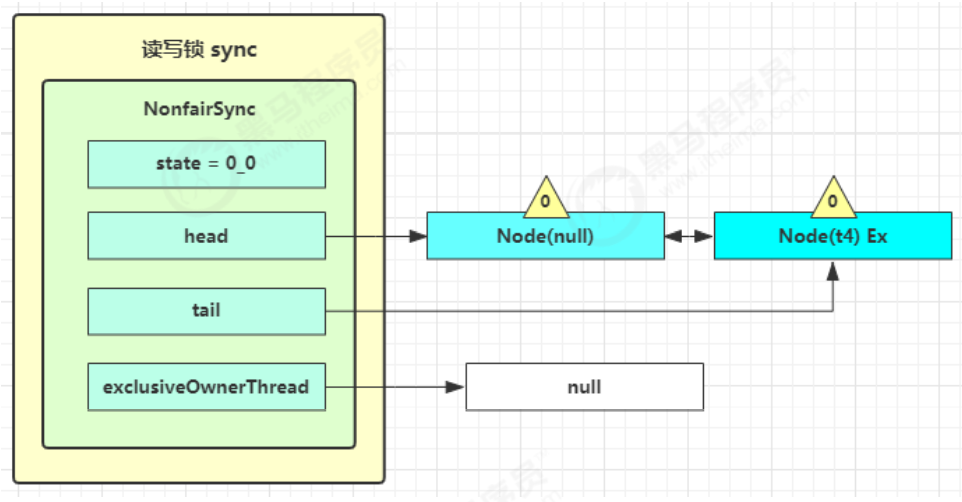 读写锁 sync
NonfairSync
state = 0_0
head
tail
exclusiveOwnerThread
0
Node(null)
0
Node(t4) Ex
null
黑马程序员
www.itheima.com
黑马程序员
www.itheima.com